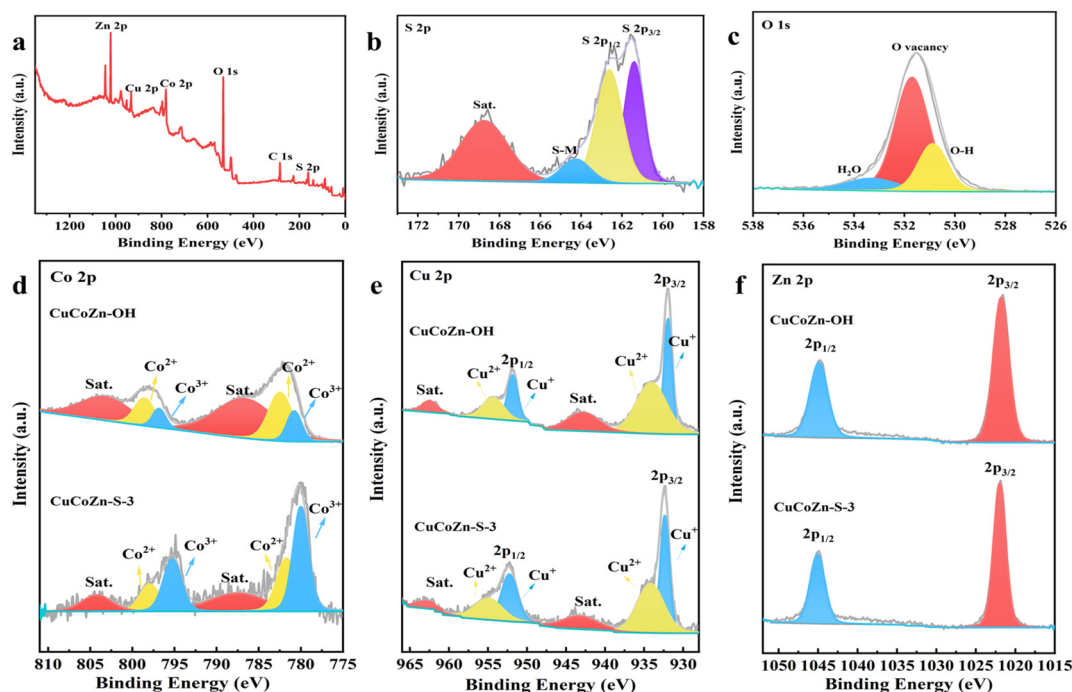 a
Zn 2p
Cu 2p
Co 2p
O 1s
C 1s
S 2p
Intensity (a.u.)
1200 1000 800 600 400 200 0
Binding Energy (eV)
b
S 2p
S 2p1/2
S 2p3/2
Sat.
S-M
Intensity (a.u.)
172 170 168 166 164 162 160 158
Binding Energy (eV)
c
O 1s
O vacancy
O-H
H₂O
Intensity (a.u.)
538 536 534 532 530 528 526
Binding Energy (eV)
d
Co 2p
CuCoZn-OH
Sat.
Co²⁺
Co³⁺
Sat.
Co²⁺
Co³⁺
CuCoZn-S-3
Sat.
Co²⁺
Co³⁺
Sat.
Co²⁺
Co³⁺
Intensity (a.u.)
810 805 800 795 790 785 780 775
Binding Energy (eV)
e
Cu 2p
CuCoZn-OH
Sat.
Cu²⁺
2p1/2
Cu⁺
Sat.
Cu²⁺
2p3/2
Cu⁺
CuCoZn-S-3
Sat.
Cu²⁺
2p1/2
Cu⁺
Sat.
Cu²⁺
2p3/2
Cu⁺
Intensity (a.u.)
965 960 955 950 945 940 935 930
Binding Energy (eV)
f
Zn 2p
CuCoZn-OH
2p1/2
2p3/2
CuCoZn-S-3
2p1/2
2p3/2
Intensity (a.u.)
1050 1045 1040 1035 1030 1025 1020 1015
Binding Energy (eV)